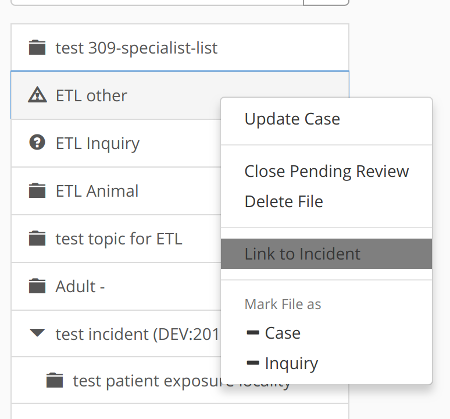 test 309-specialist-list
ETL other
ETL Inquiry
ETL Animal
test topic for ETL
Adult -
test incident (DEV:201
test patient exposure locality
Update Case
Close Pending Review
Delete File
Link to Incident
Mark File as
Case
Inquiry